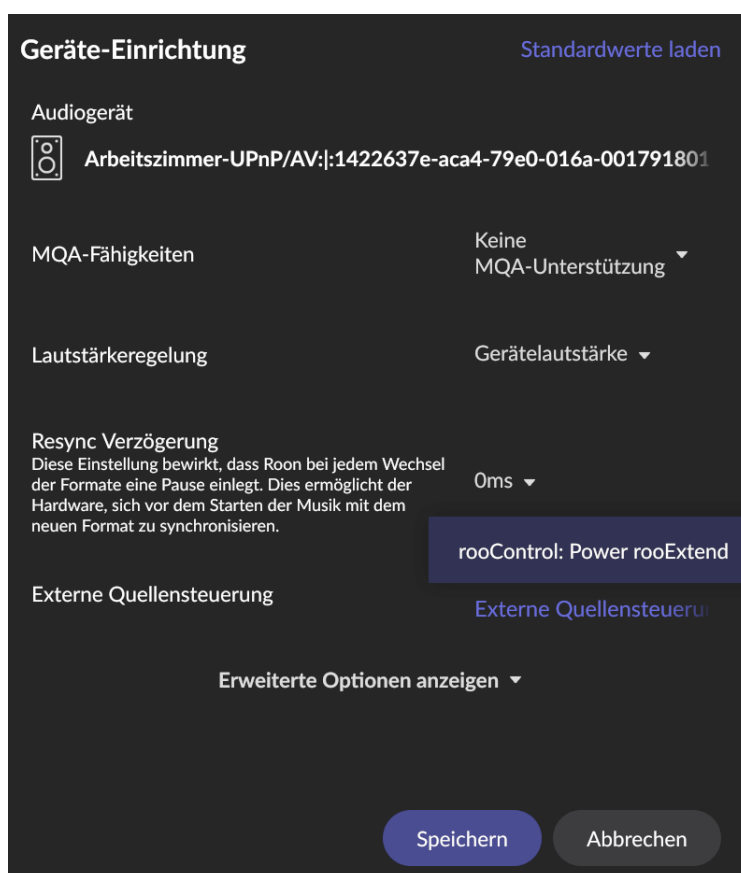 Geräte-Einrichtung
Standardwerte laden
Audiogerät
Arbeitszimmer-UPnP/AV:|:1422637e-aca4-79e0-016a-001791801
MQA-Fähigkeiten
Keine
MQA-Unterstützung
Lautstärkeregelung
Gerätelautstärke
Resync Verzögerung
Diese Einstellung bewirkt, dass Roon bei jedem Wechsel
der Formate eine Pause einlegt. Dies ermöglicht der
Hardware, sich vor dem Starten der Musik mit dem
neuen Format zu synchronisieren.
0ms
rooControl: Power rooExtend
Externe Quellensteuerung
Externe Quellensteueru
Erweiterte Optionen anzeigen
Speichern
Abbrechen